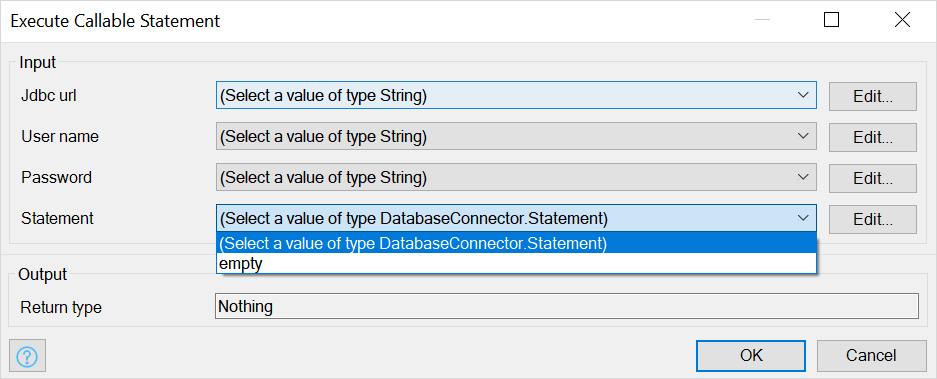 Execute Callable Statement
Input
Jdbc url (Select a value of type String) Edit...
User name (Select a value of type String) Edit...
Password (Select a value of type String) Edit...
Statement (Select a value of type DatabaseConnector.Statement) Edit...
(Select a value of type DatabaseConnector.Statement)
empty
Output
Return type Nothing
? OK Cancel